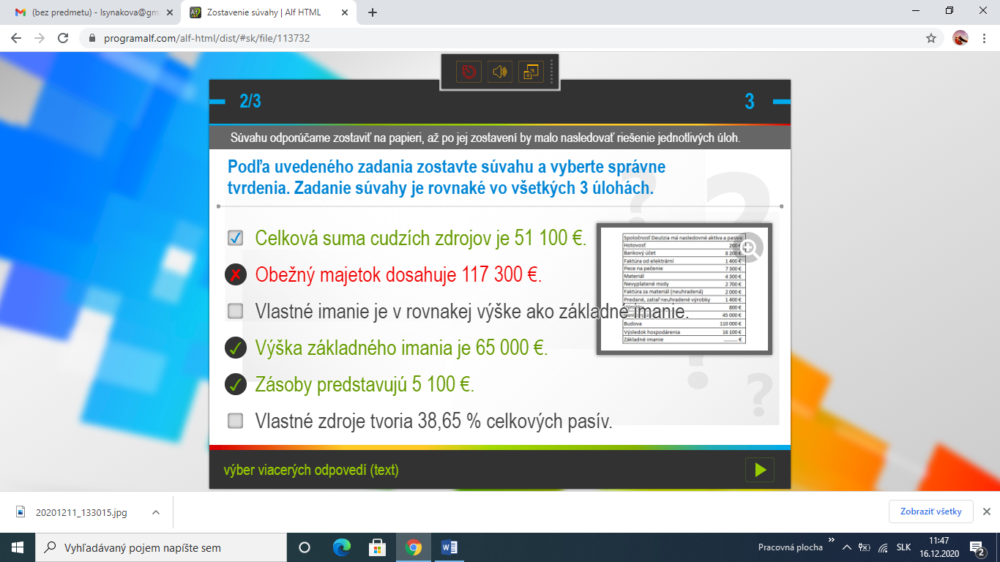 (bez predmetu) - lsynakova@gm
Zostavenie súvahy | Alf HTML
programalf.com/alf-html/dist/#sk/file/113732
2/3
3
Súvahu odporúčame zostaviť na papieri, až po jej zostavení by malo nasledovať riešenie jednotlivých úloh.
Podľa uvedeného zadania zostavte súvahu a vyberte správne
tvrdenia. Zadanie súvahy je rovnaké vo všetkých 3 úlohách.
Celková suma cudzích zdrojov je 51 100 €.
Obežný majetok dosahuje 117 300 €.
Vlastné imanie je v rovnakej výške ako základné imanie.
Výška základného imania je 65 000 €.
Zásoby predstavujú 5 100 €.
Vlastné zdroje tvoria 38,65 % celkových pasív.
Spoločnosť Deutzia má nasledovné aktíva a pasíva:
Hotovosť 200 €
Bankový účet 8 200 €
Faktúra od elektrární 1 400 €
Pece na pečenie 7 300 €
Materiál 4 300 €
Nevyplatené mzdy 2 700 €
Faktúra za materiál (neuhradená) 2 000 €
Predané, zatiaľ neuhradené výrobky 1 400 €
800 €
45 000 €
Budova 110 000 €
Výsledok hospodárenia 16 100 €
Základné imanie ......... €
výber viacerých odpovedí (text)
20201211_133015.jpg
Zobraziť všetky
Vyhľadávaný pojem napíšte sem
Pracovná plocha
SLK
11:47
16.12.2020
2